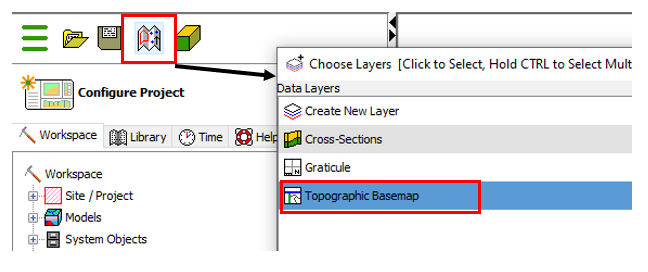 Choose Layers [Click to Select, Hold CTRL to Select Mult
Data Layers
Configure Project
Create New Layer
Workspace Library Time Help
Cross-Sections
Workspace
Graticule
Site / Project
Topographic Basemap
Models
System Objects